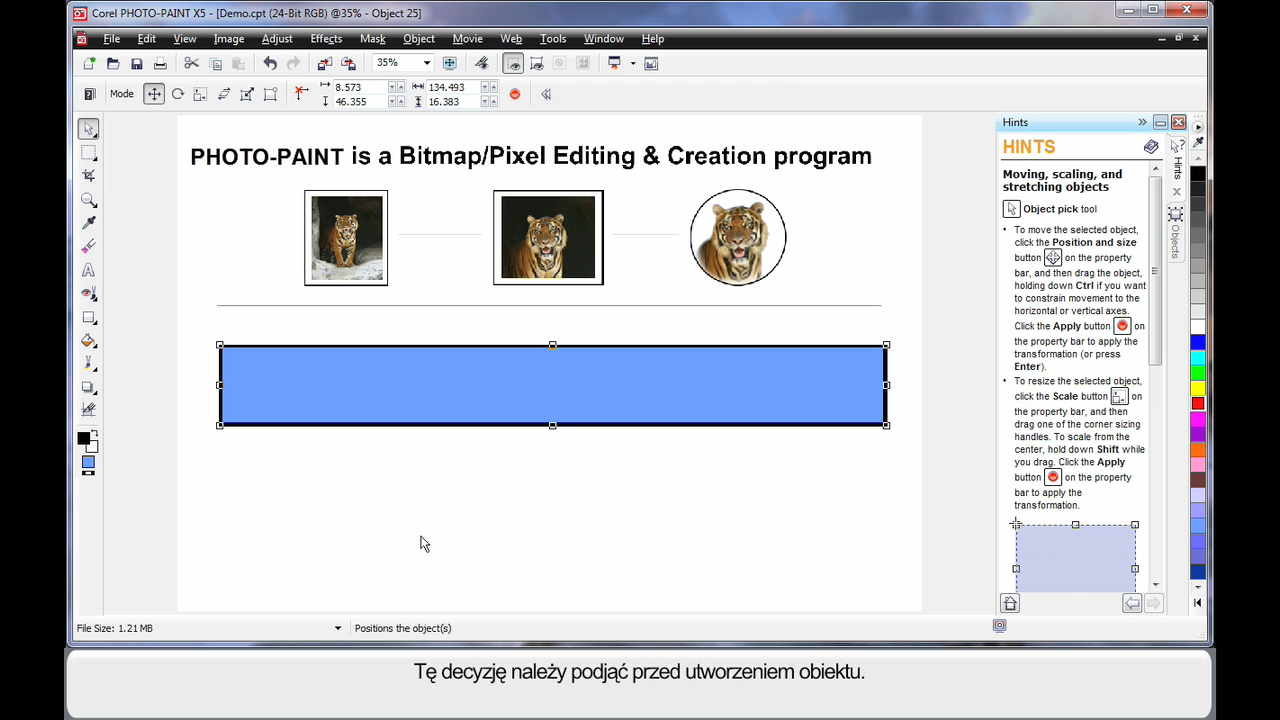 Corel PHOTO-PAINT X5 - [Demo.cpt (24-Bit RGB) @35% - Object 25]
File Edit View Image Adjust Effects Mask Object Movie Web Tools Window Help
35%
Mode
8.573 134.493
46.355 16.383
PHOTO-PAINT is a Bitmap/Pixel Editing & Creation program
Hints
HINTS
Moving, scaling, and
stretching objects
Object pick tool
• To move the selected object,
click the Position and size
button on the property
bar, and then drag the object,
holding down Ctrl if you want
to constrain movement to the
horizontal or vertical axes.
Click the Apply button on
the property bar to apply the
transformation (or press
Enter).
• To resize the selected object,
click the Scale button on
the property bar, and then
drag one of the corner sizing
handles. To scale from the
center, hold down Shift while
you drag. Click the Apply
button on the property
bar to apply the
transformation.
Hints
Objects
File Size: 1.21 MB Positions the object(s)
Tę decyzję należy podjąć przed utworzeniem obiektu.